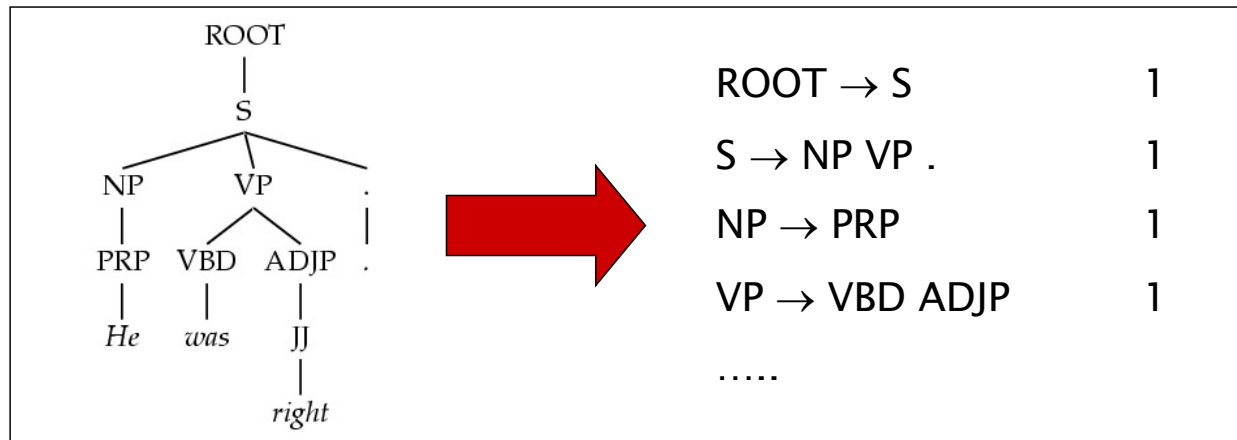 ROOT
S
NP VP .
PRP VBD ADJP .
He was JJ
right
ROOT → S 1
S → NP VP . 1
NP → PRP 1
VP → VBD ADJP 1
…..